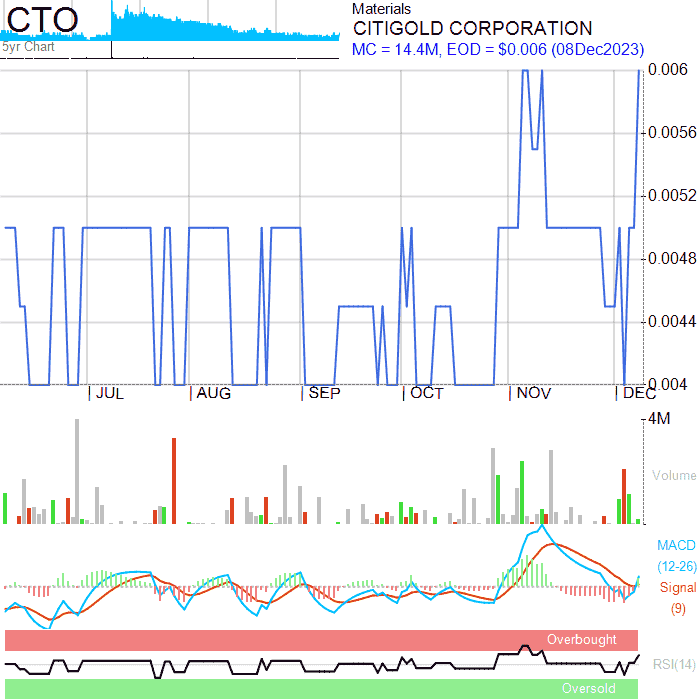 CTO
5yr Chart
Materials
CITIGOLD CORPORATION
MC = 14.4M, EOD = $0.006 (08Dec2023)
0.006
0.0056
0.0052
0.0048
0.0044
0.004
JUL AUG SEP OCT NOV DEC
4M
Volume
MACD
(12-26)
Signal
(9)
Overbought
RSI(14)
Oversold